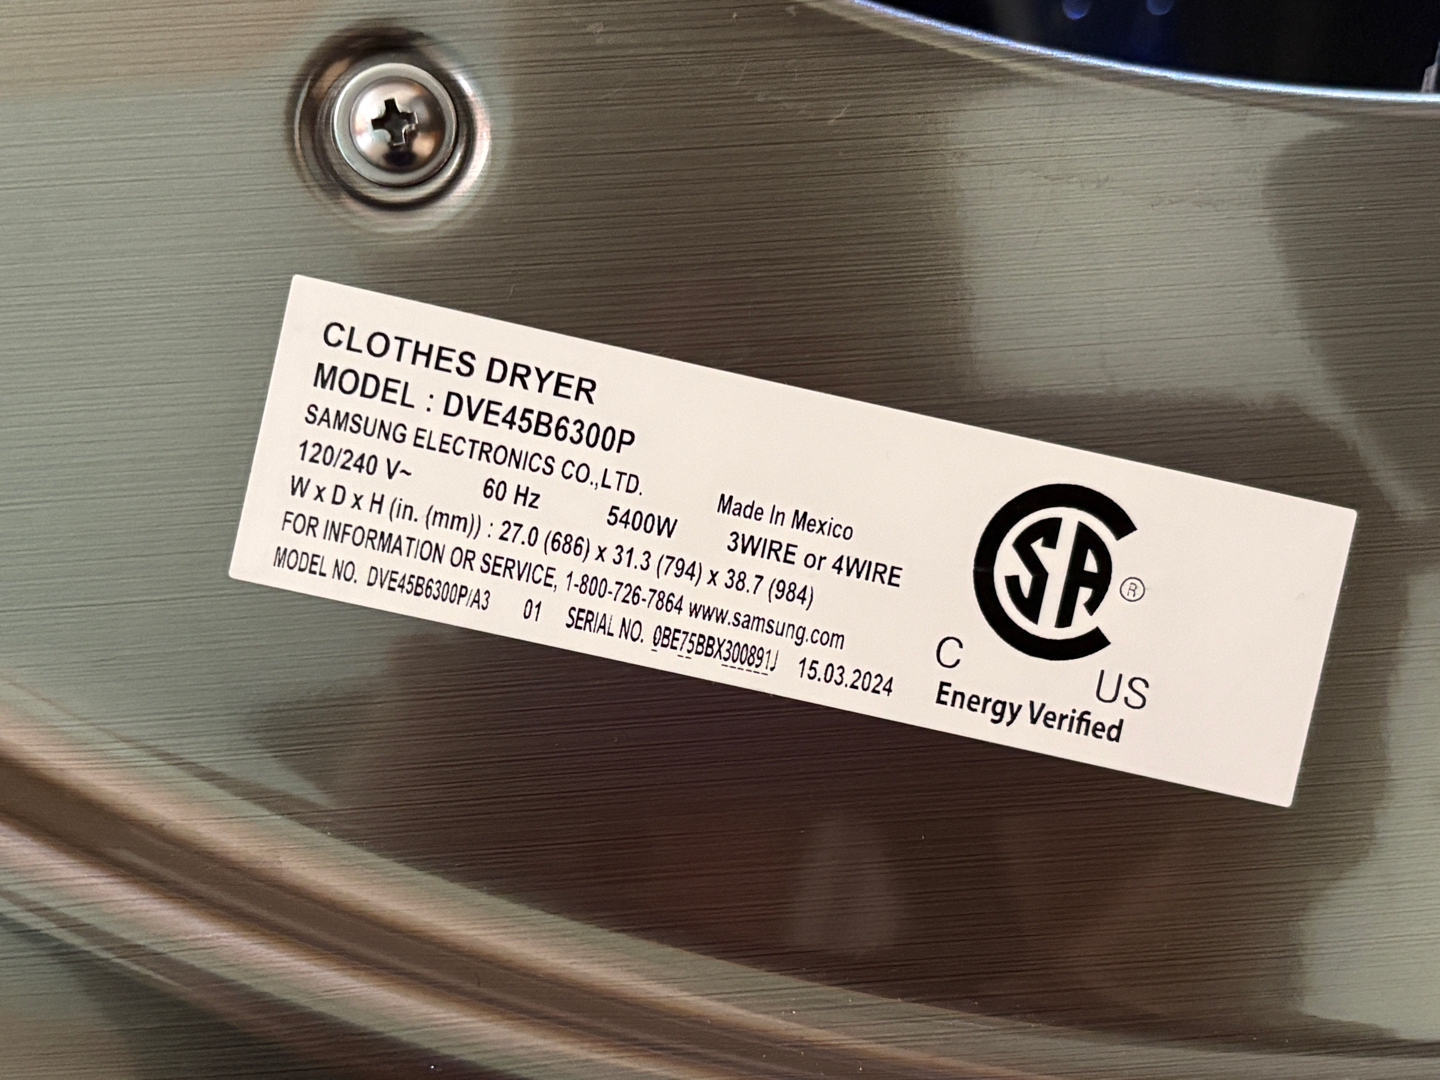 CLOTHES DRYER
MODEL : DVE45B6300P
SAMSUNG ELECTRONICS CO.,LTD. Made In Mexico
120/240 V~ 60 Hz 5400W 3WIRE or 4WIRE
W x D x H (in. (mm)) : 27.0 (686) x 31.3 (794) x 38.7 (984)
FOR INFORMATION OR SERVICE, 1-800-726-7864 www.samsung.com
MODEL NO. DVE45B6300P/A3 01 SERIAL NO. 0BE75BBX300891J 15.03.2024
CSA ®
C US
Energy Verified